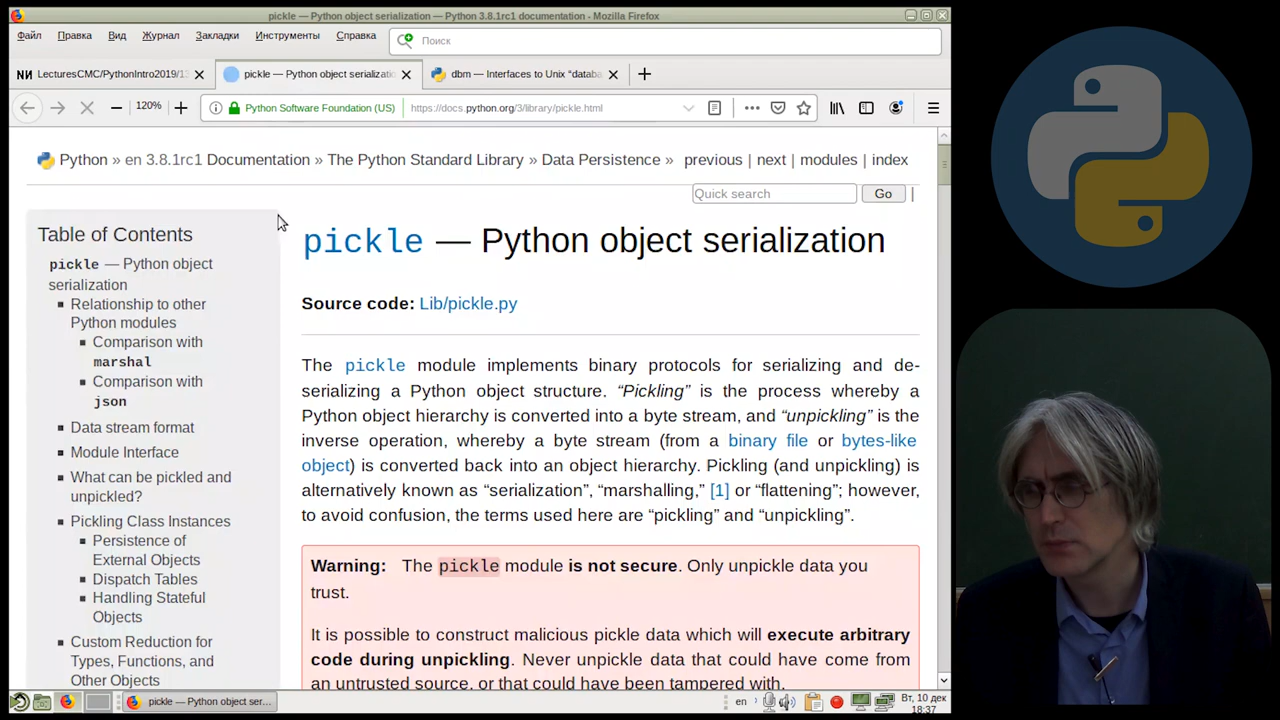 pickle — Python object serialization — Python 3.8.1rc1 documentation - Mozilla Firefox
Файл Правка Вид Журнал Закладки Инструменты Справка Поиск
LecturesCMC/PythonIntro2019/13 pickle — Python object serializatio dbm — Interfaces to Unix “databa
120% Python Software Foundation (US) https://docs.python.org/3/library/pickle.html
Python » en 3.8.1rc1 Documentation » The Python Standard Library » Data Persistence » previous | next | modules | index
Quick search Go |
Table of Contents
pickle — Python object
serialization
Relationship to other
Python modules
Comparison with
marshal
Comparison with
json
Data stream format
Module Interface
What can be pickled and
unpickled?
Pickling Class Instances
Persistence of
External Objects
Dispatch Tables
Handling Stateful
Objects
Custom Reduction for
Types, Functions, and
Other Objects
pickle — Python object serialization
Source code: Lib/pickle.py
The pickle module implements binary protocols for serializing and de-
serializing a Python object structure. “Pickling” is the process whereby a
Python object hierarchy is converted into a byte stream, and “unpickling” is the
inverse operation, whereby a byte stream (from a binary file or bytes-like
object) is converted back into an object hierarchy. Pickling (and unpickling) is
alternatively known as “serialization”, “marshalling,” [1] or “flattening”; however,
to avoid confusion, the terms used here are “pickling” and “unpickling”.
Warning: The pickle module is not secure. Only unpickle data you
trust.
It is possible to construct malicious pickle data which will execute arbitrary
code during unpickling. Never unpickle data that could have come from
an untrusted source, or that could have been tampered with.
pickle — Python object ser...
en
Вт, 10 дек
18:37